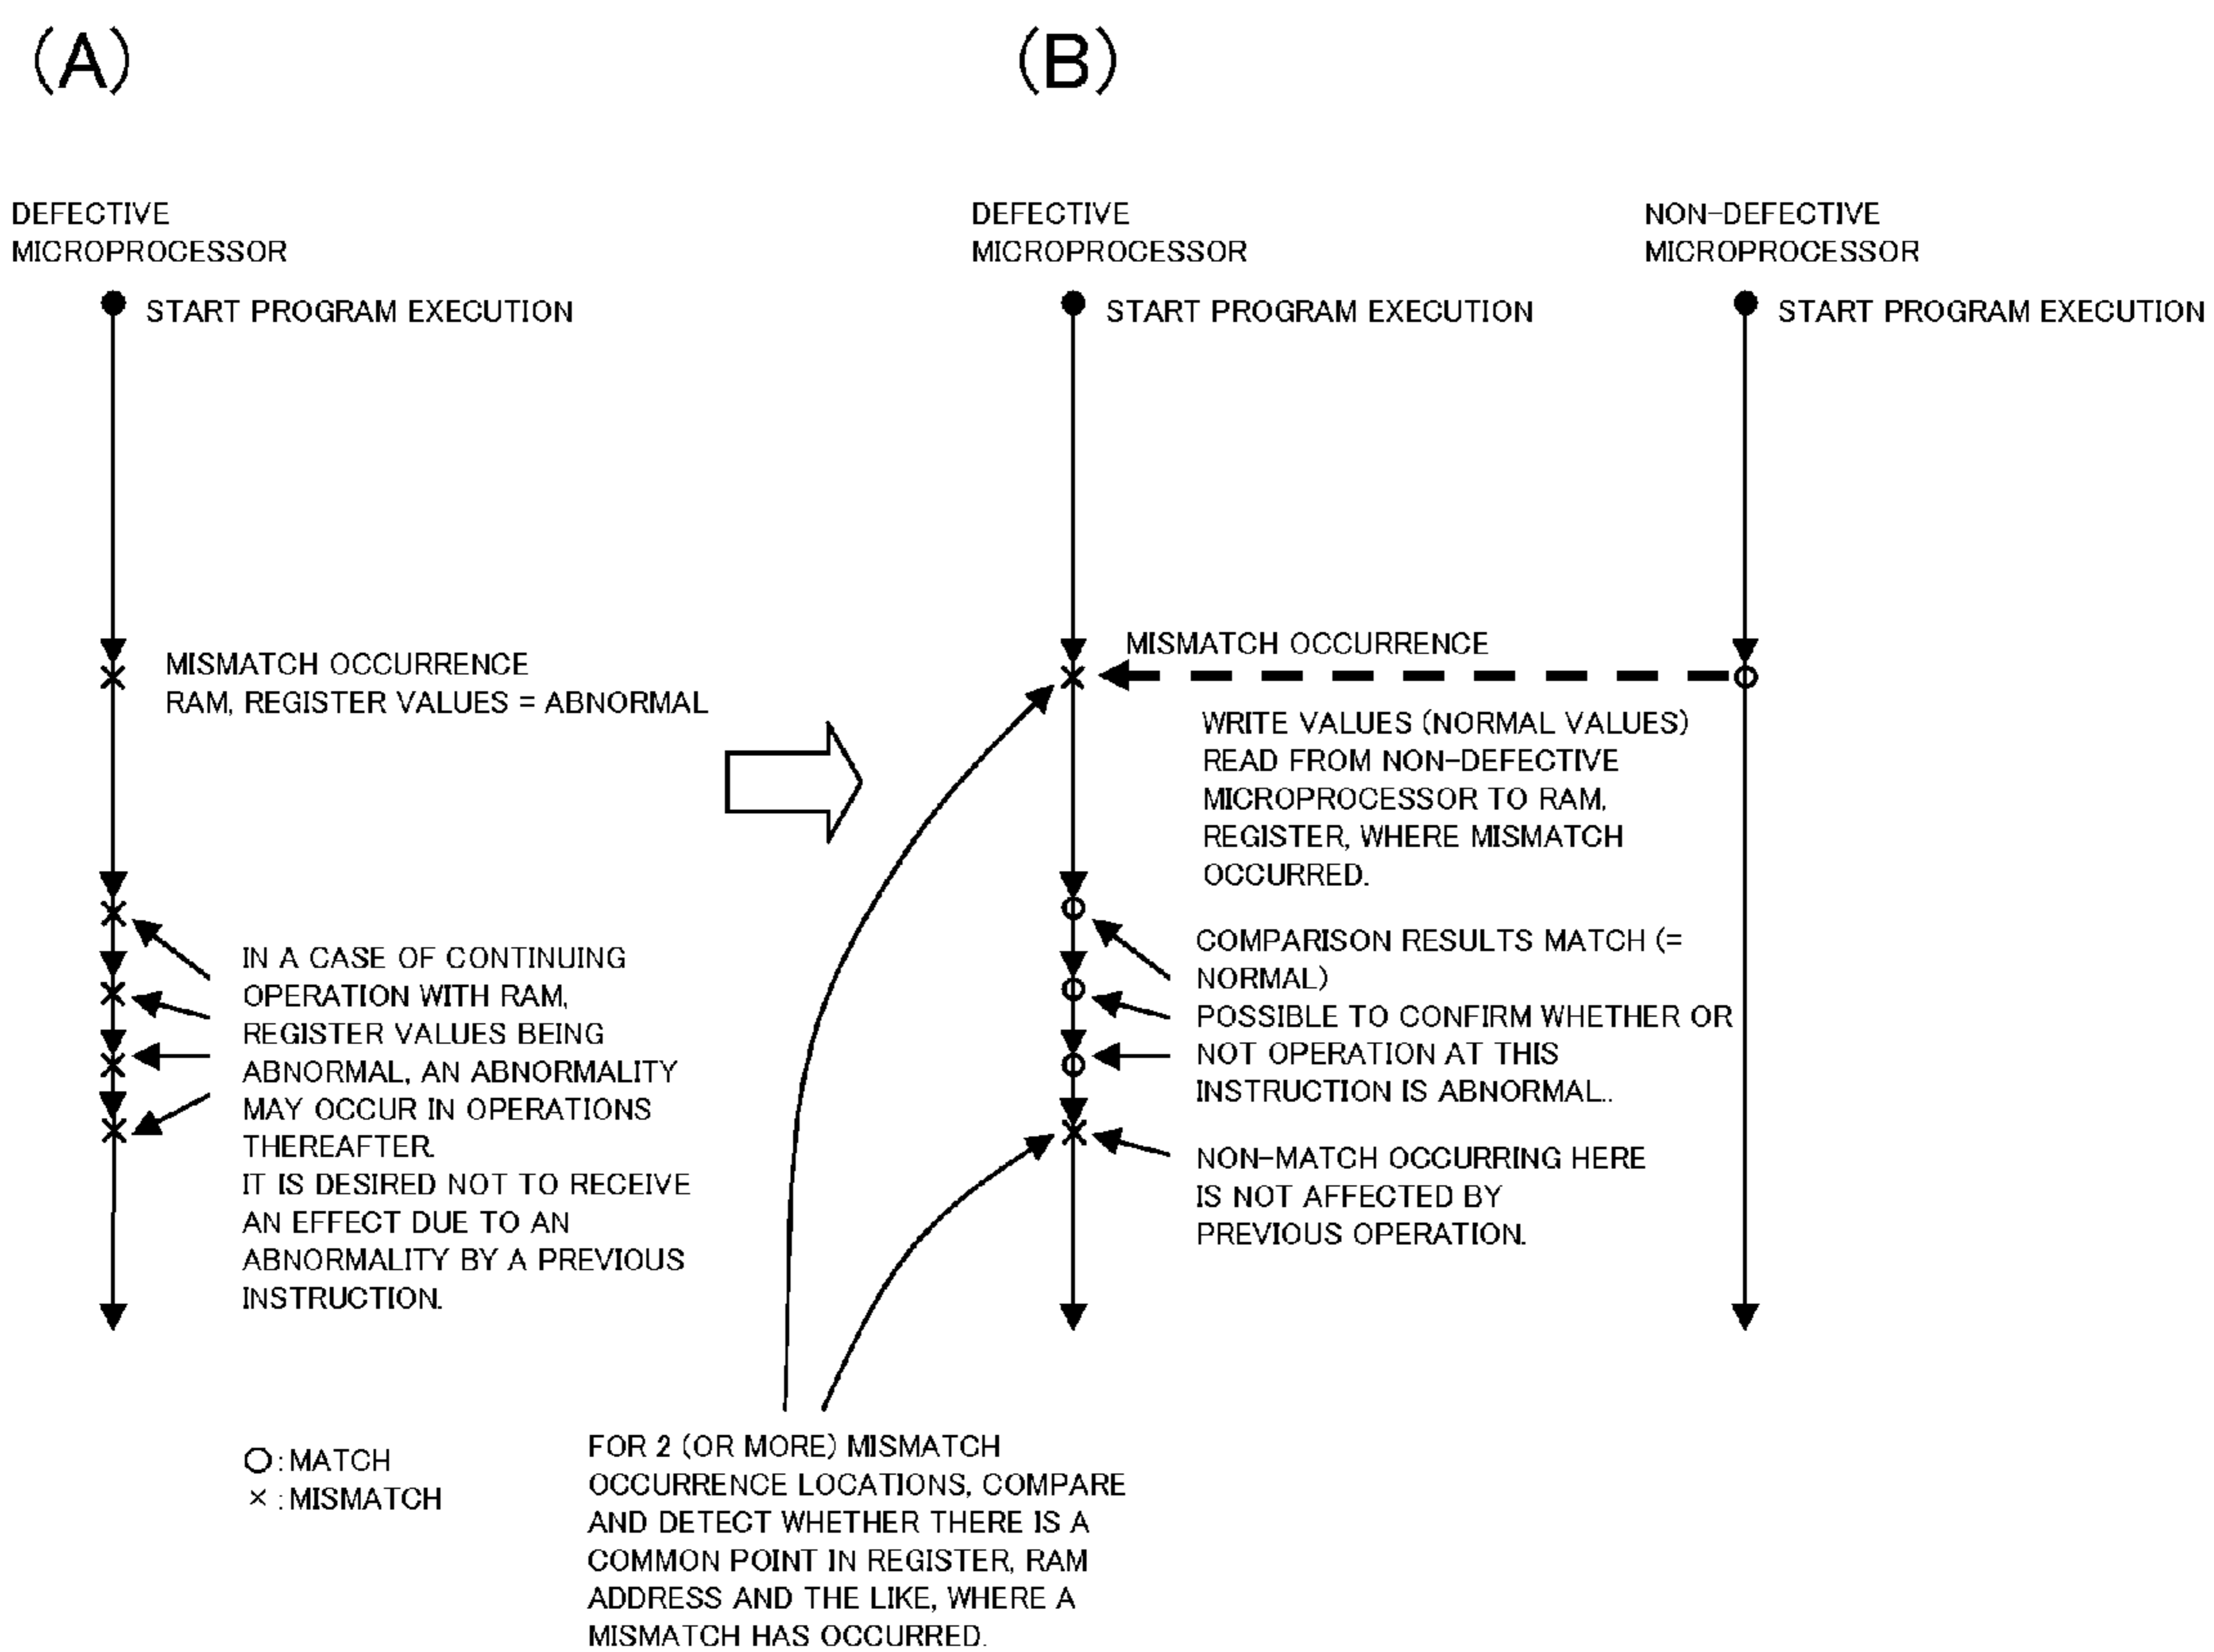 (A)
DEFECTIVE
MICROPROCESSOR
START PROGRAM EXECUTION
MISMATCH OCCURRENCE
RAM, REGISTER VALUES = ABNORMAL
IN A CASE OF CONTINUING
OPERATION WITH RAM,
REGISTER VALUES BEING
ABNORMAL, AN ABNORMALITY
MAY OCCUR IN OPERATIONS
THEREAFTER.
IT IS DESIRED NOT TO RECEIVE
AN EFFECT DUE TO AN
ABNORMALITY BY A PREVIOUS
INSTRUCTION.
(B)
DEFECTIVE
MICROPROCESSOR
START PROGRAM EXECUTION
NON-DEFECTIVE
MICROPROCESSOR
START PROGRAM EXECUTION
MISMATCH OCCURRENCE
WRITE VALUES (NORMAL VALUES)
READ FROM NON-DEFECTIVE
MICROPROCESSOR TO RAM,
REGISTER, WHERE MISMATCH
OCCURRED.
COMPARISON RESULTS MATCH (=
NORMAL)
POSSIBLE TO CONFIRM WHETHER OR
NOT OPERATION AT THIS
INSTRUCTION IS ABNORMAL..
NON-MATCH OCCURRING HERE
IS NOT AFFECTED BY
PREVIOUS OPERATION.
○ : MATCH
× : MISMATCH
FOR 2 (OR MORE) MISMATCH
OCCURRENCE LOCATIONS, COMPARE
AND DETECT WHETHER THERE IS A
COMMON POINT IN REGISTER, RAM
ADDRESS AND THE LIKE, WHERE A
MISMATCH HAS OCCURRED.